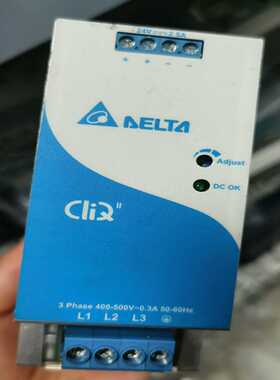 24V⎓2.5A
+ + − −
DELTA
Adjust
DC OK
CliQ II
3 Phase 400-500V~0.3A 50-60Hz
L1 L2 L3 ⏚